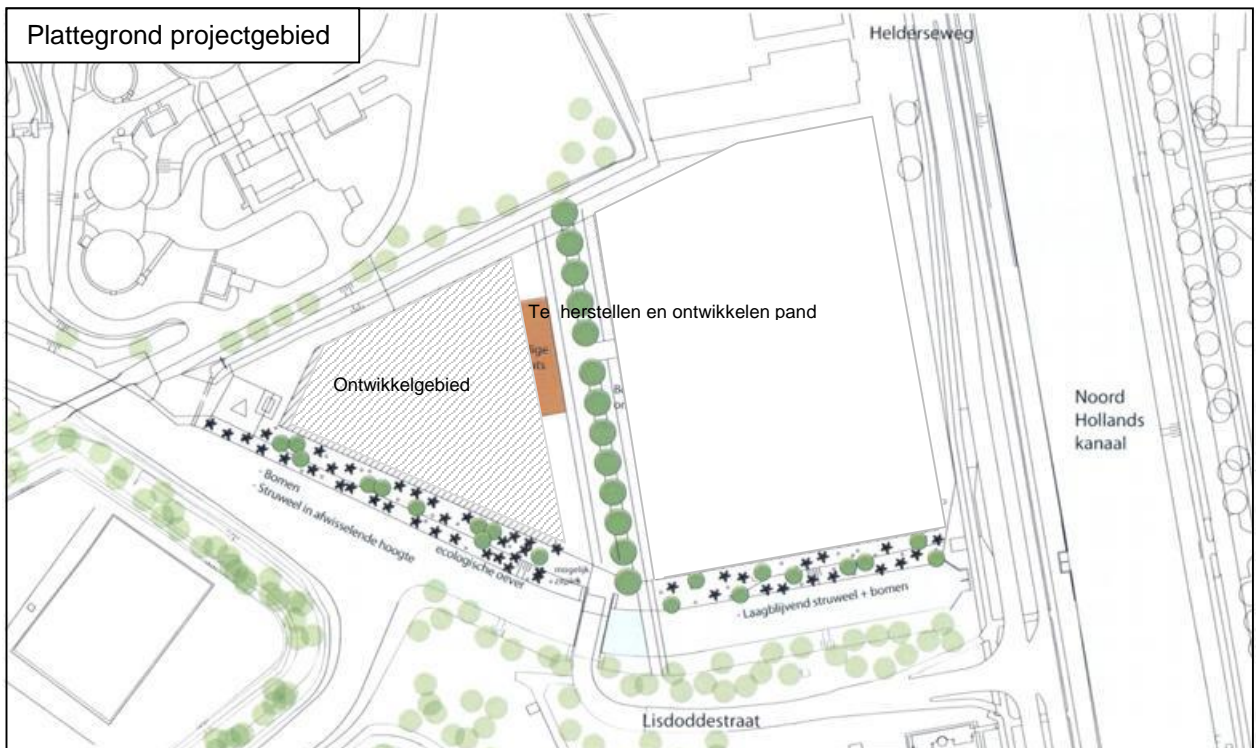 Plattegrond projectgebied
Helderseweg
Te herstellen en ontwikkelen pand
Ontwikkelgebied
Noord
Hollands
kanaal
- Bomen
- Struweel in afwisselende hoogte
ecologische oever
mogelijk
- Laagblijvend struweel + bomen
Lisdoddestraat